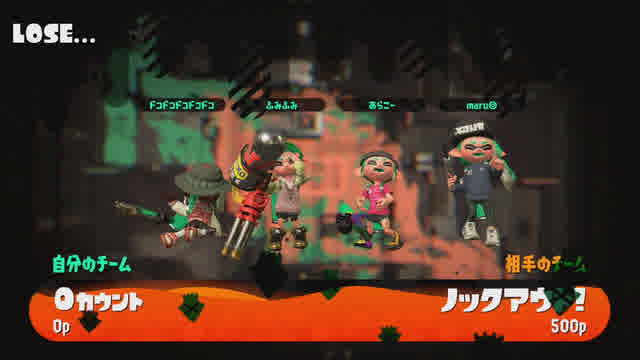 LOSE...
ドコドコドコドコ
ふみふみ
あらこー
maru☺
自分のチーム
相手のチーム
0カウント
ノックアウト!
0p
500p